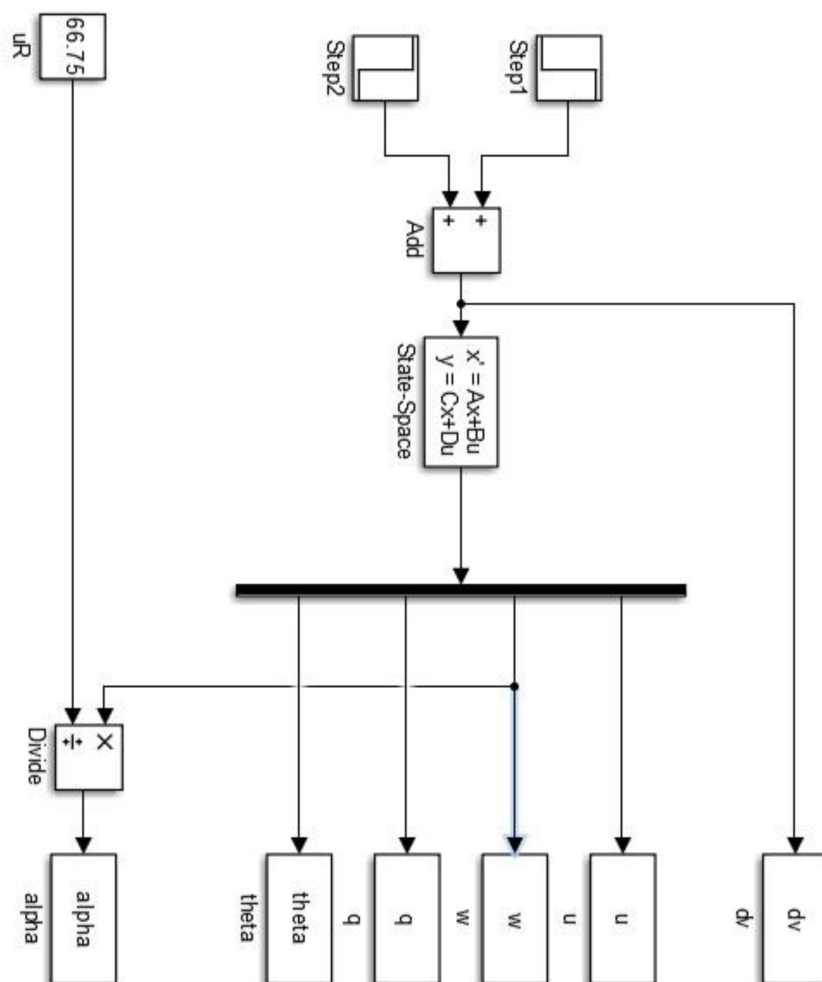 dv
dv
Step1
Step2
+
+
Add
x' = Ax+Bu
y = Cx+Du
State-Space
u
u
w
w
q
q
theta
theta
66.75
uR
×
÷
Divide
alpha
alpha